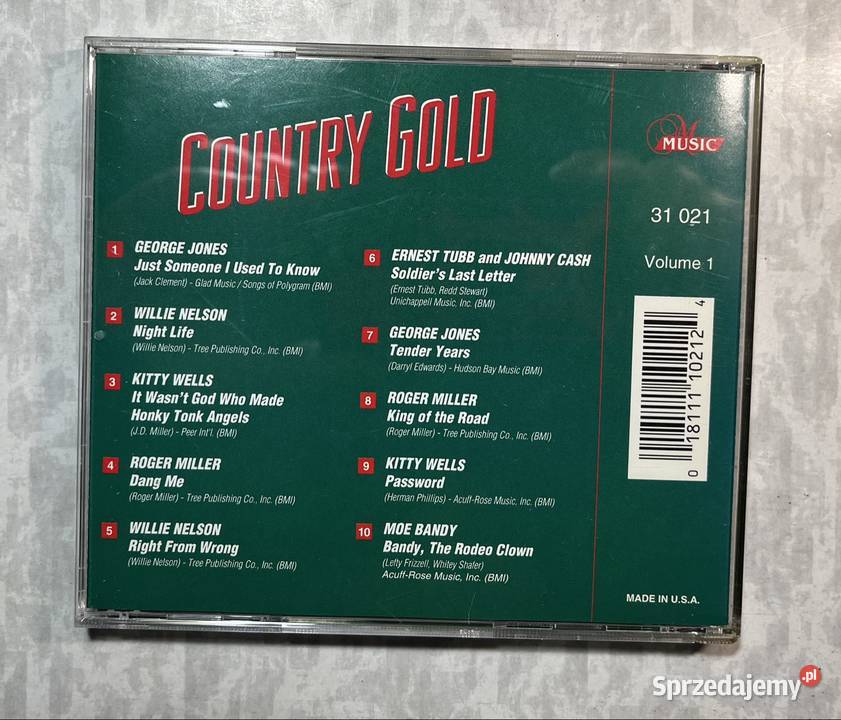 COUNTRY GOLD
1 GEORGE JONES
Just Someone I Used To Know
(Jack Clement) - Glad Music / Songs of Polygram (BMI)
2 WILLIE NELSON
Night Life
(Willie Nelson) - Tree Publishing Co., Inc. (BMI)
3 KITTY WELLS
It Wasn't God Who Made
Honky Tonk Angels
(J.D. Miller) - Peer Int'l. (BMI)
4 ROGER MILLER
Dang Me
(Roger Miller) - Tree Publishing Co., Inc. (BMI)
5 WILLIE NELSON
Right From Wrong
(Willie Nelson) - Tree Publishing Co., Inc. (BMI)
6 ERNEST TUBB and JOHNNY CASH
Soldier's Last Letter
(Ernest Tubb, Redd Stewart)
Unichappell Music, Inc. (BMI)
7 GEORGE JONES
Tender Years
(Darryl Edwards) - Hudson Bay Music (BMI)
8 ROGER MILLER
King of the Road
(Roger Miller) - Tree Publishing Co., Inc. (BMI)
9 KITTY WELLS
Password
(Herman Phillips) - Acuff-Rose Music, Inc. (BMI)
10 MOE BANDY
Bandy, The Rodeo Clown
(Lefty Frizzell, Whitey Shafer)
Acuff-Rose Music, Inc. (BMI)
M
MUSIC
31 021
Volume 1
0 18111 10212 4
MADE IN U.S.A.
Sprzedajemy.pl